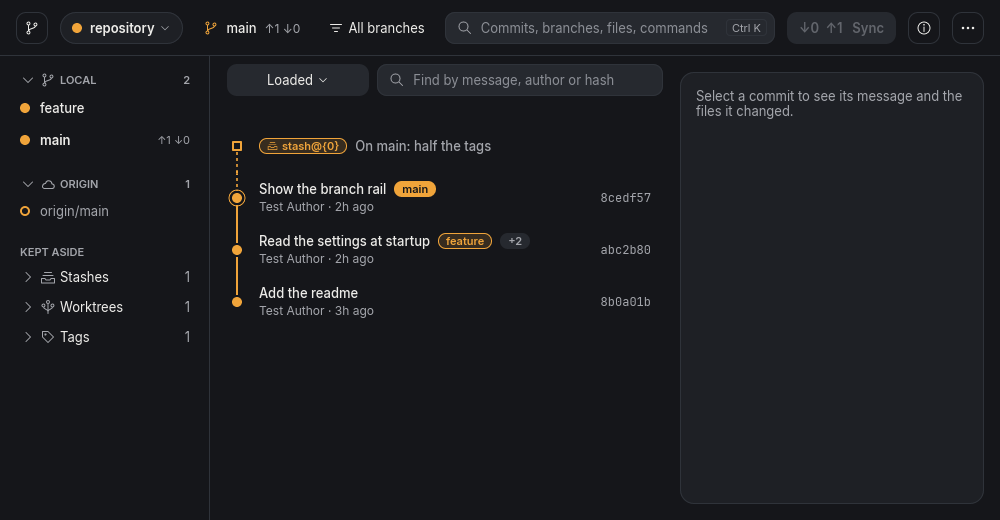 repository
main ↑1 ↓0
All branches
Commits, branches, files, commands Ctrl K
↓0 ↑1 Sync
LOCAL 2
feature
main ↑1 ↓0
ORIGIN 1
origin/main
KEPT ASIDE
Stashes 1
Worktrees 1
Tags 1
Loaded
Find by message, author or hash
stash@{0} On main: half the tags
Show the branch rail main
Test Author · 2h ago
8cedf57
Read the settings at startup feature +2
Test Author · 2h ago
abc2b80
Add the readme
Test Author · 3h ago
8b0a01b
Select a commit to see its message and the
files it changed.